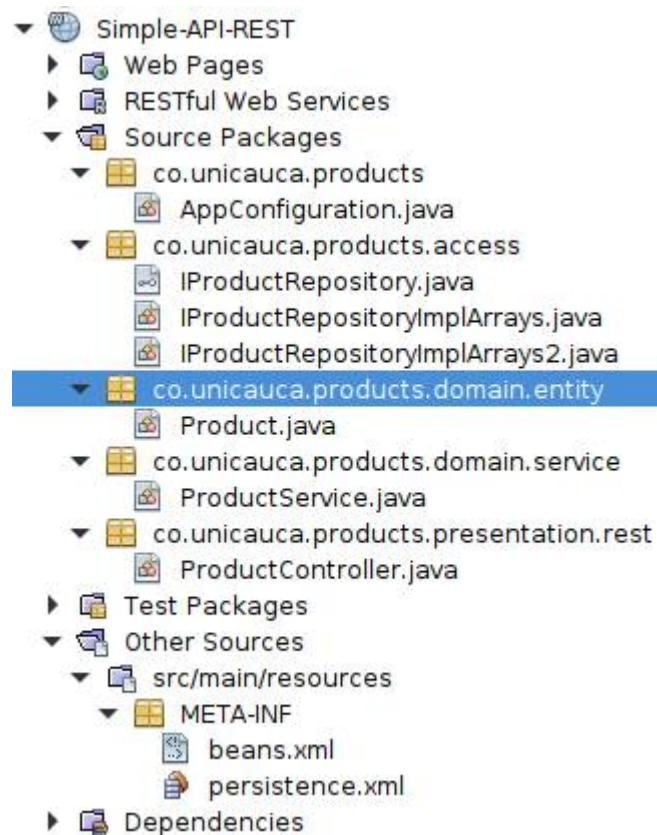 Simple-API-REST
Web Pages
RESTful Web Services
Source Packages
co.unicauca.products
AppConfiguration.java
co.unicauca.products.access
IProductRepository.java
IProductRepositoryImplArrays.java
IProductRepositoryImplArrays2.java
co.unicauca.products.domain.entity
Product.java
co.unicauca.products.domain.service
ProductService.java
co.unicauca.products.presentation.rest
ProductController.java
Test Packages
Other Sources
src/main/resources
META-INF
beans.xml
persistence.xml
Dependencies